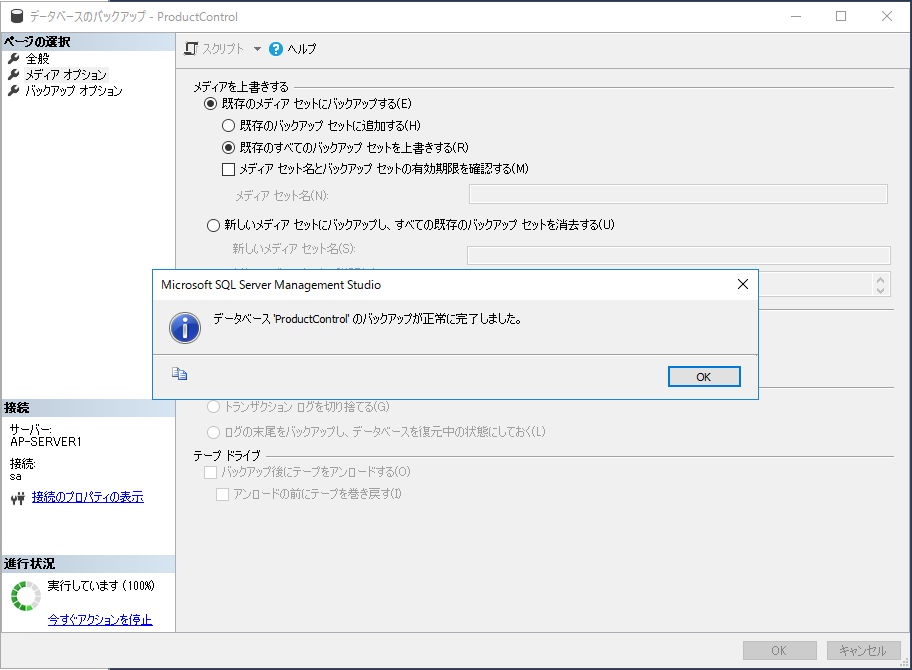 データベースのバックアップ - ProductControl
ページの選択
全般
メディア オプション
バックアップ オプション
スクリプト
ヘルプ
メディアを上書きする
既存のメディア セットにバックアップする(E)
既存のバックアップ セットに追加する(H)
既存のすべてのバックアップ セットを上書きする(R)
メディア セット名とバックアップ セットの有効期限を確認する(M)
メディア セット名(N):
新しいメディア セットにバックアップし、すべての既存のバックアップ セットを消去する(U)
新しいメディア セット名(S):
Microsoft SQL Server Management Studio
データベース 'ProductControl' のバックアップが正常に完了しました。
OK
トランザクション ログを切り捨てる(G)
ログの末尾をバックアップし、データベースを復元中の状態にしておく(L)
テープ ドライブ
バックアップ後にテープをアンロードする(O)
アンロードの前にテープを巻き戻す(I)
接続
サーバー:
AP-SERVER1
接続:
sa
接続のプロパティの表示
進行状況
実行しています (100%)
今すぐアクションを停止
OK
キャンセル